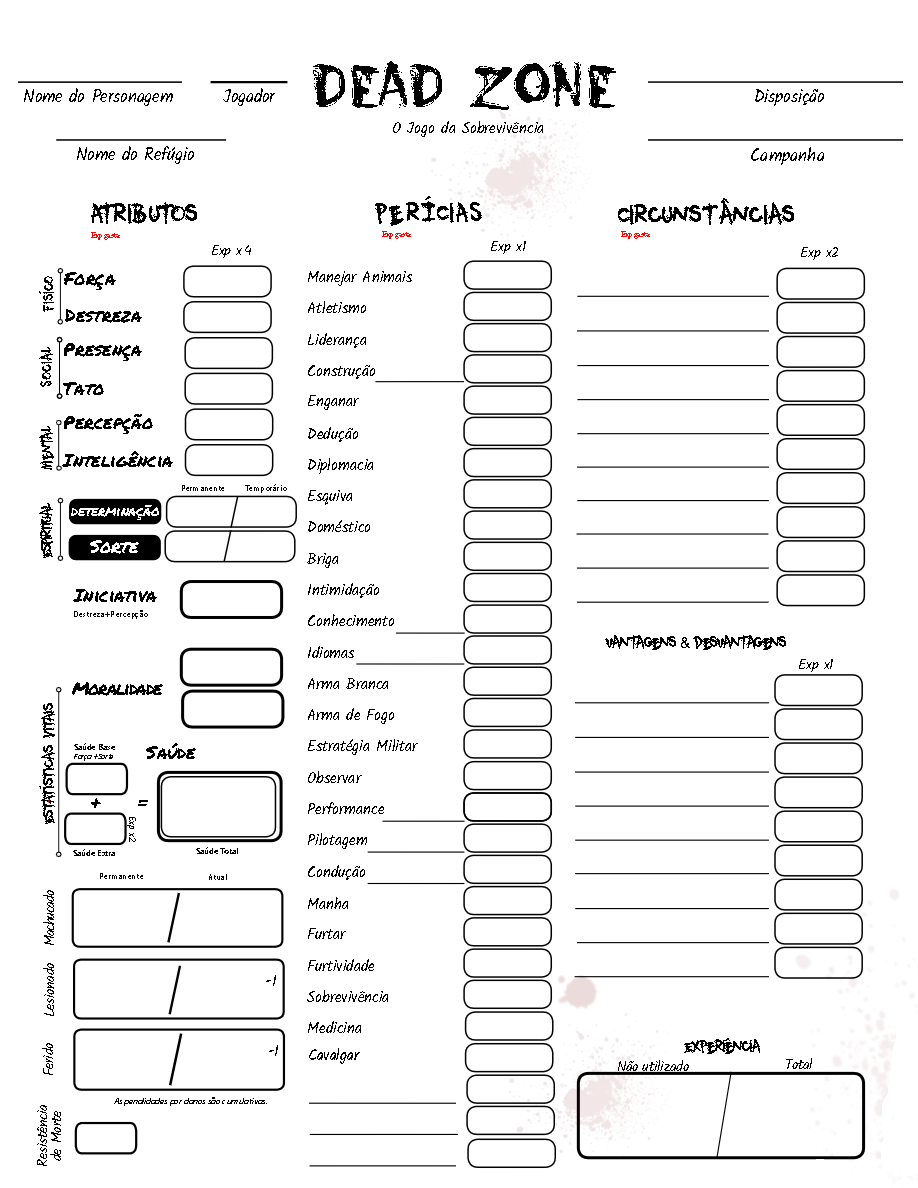 DEAD ZONE
O Jogo da Sobrevivência
Nome do Personagem
Jogador
Disposição
Nome do Refúgio
Campanha
ATRIBUTOS
Exp gasta
Exp x 4
FISÍCO
FORÇA
DESTREZA
SOCIAL
PRESENÇA
TATO
MENTAL
PERCEPÇÃO
INTELIGÊNCIA
Permanente Temporário
ESPIRITUAL
DETERMINAÇÃO
SORTE
INICIATIVA
Destreza+Percepção
ESTATÍSTICAS VITAIS
MORALIDADE
Saúde Base
Força +Sorte
SAÚDE
+
=
Exp x2
Saúde Extra
Saúde Total
Permanente Atual
Machucado
Lesionado
-1
Ferido
-1
As penalidades por danos são cumulativas.
Resistência
de Morte
PERÍCIAS
Exp gasta
Exp x1
Manejar Animais
Atletismo
Liderança
Construção
Enganar
Dedução
Diplomacia
Esquiva
Doméstico
Briga
Intimidação
Conhecimento
Idiomas
Arma Branca
Arma de Fogo
Estratégia Militar
Observar
Performance
Pilotagem
Condução
Manha
Furtar
Furtividade
Sobrevivência
Medicina
Cavalgar
CIRCUNSTÂNCIAS
Exp gasta
Exp x2
VANTAGENS & DESVANTAGENS
Exp x1
EXPERIÊNCIA
Não utilizado Total